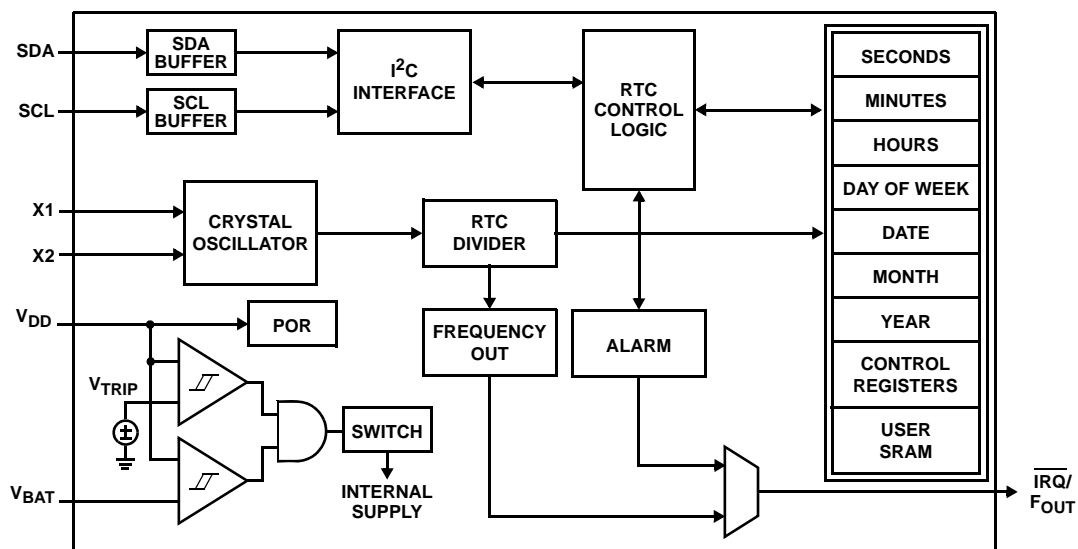 SDA
SDA
BUFFER
SCL
SCL
BUFFER
I²C
INTERFACE
RTC
CONTROL
LOGIC
SECONDS
MINUTES
HOURS
DAY OF WEEK
DATE
MONTH
YEAR
CONTROL
REGISTERS
USER
SRAM
X1
X2
CRYSTAL
OSCILLATOR
RTC
DIVIDER
FREQUENCY
OUT
ALARM
VDD
POR
VTRIP
±
SWITCH
INTERNAL
SUPPLY
VBAT
IRQ/
FOUT